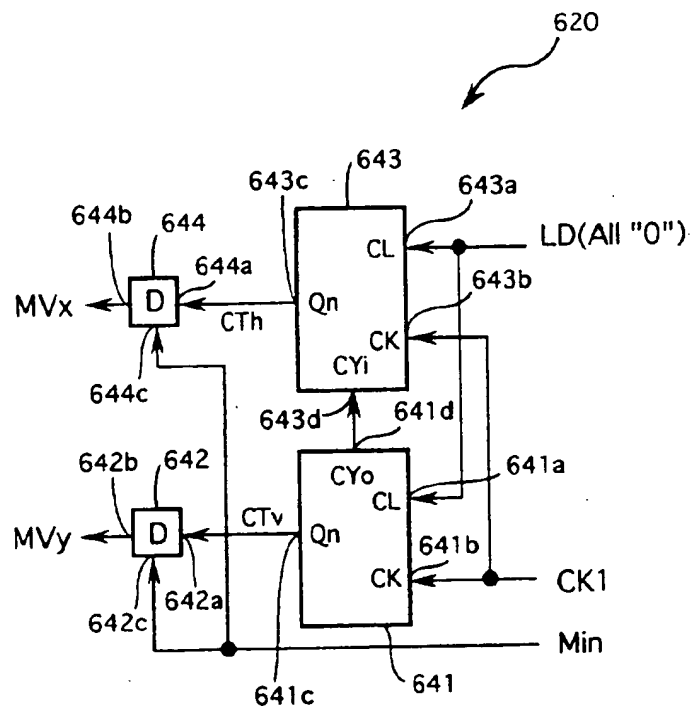 620
643
643c
643a
644
644b
644a
CL
LD(All "0")
643b
MVx
D
Qn
CTh
CK
644c
CYi
643d
641d
642
642b
CYo
641a
CL
CTv
MVy
D
Qn
641b
CK
CK1
642a
642c
Min
641c
641